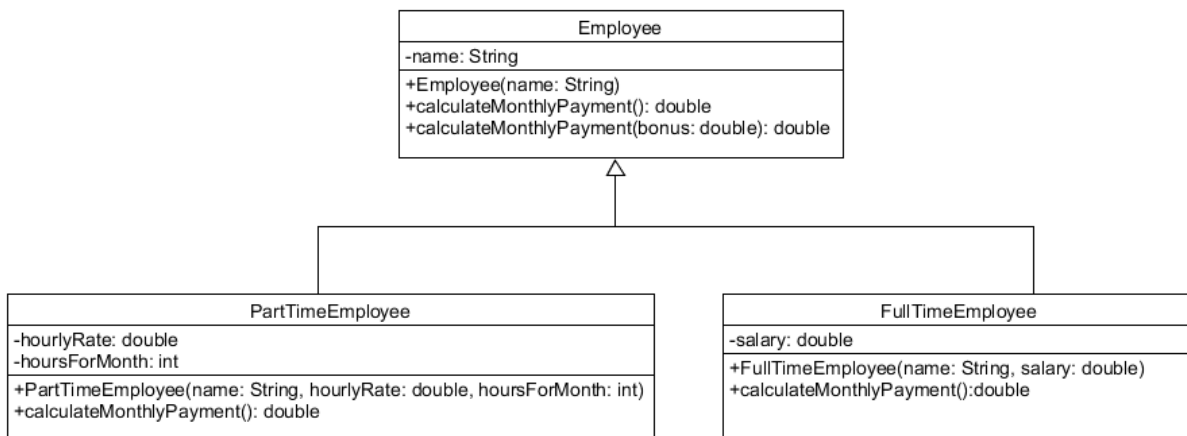 Employee
-name: String
+Employee(name: String)
+calculateMonthlyPayment(): double
+calculateMonthlyPayment(bonus: double): double
PartTimeEmployee
-hourlyRate: double
-hoursForMonth: int
+PartTimeEmployee(name: String, hourlyRate: double, hoursForMonth: int)
+calculateMonthlyPayment(): double
FullTimeEmployee
-salary: double
+FullTimeEmployee(name: String, salary: double)
+calculateMonthlyPayment():double